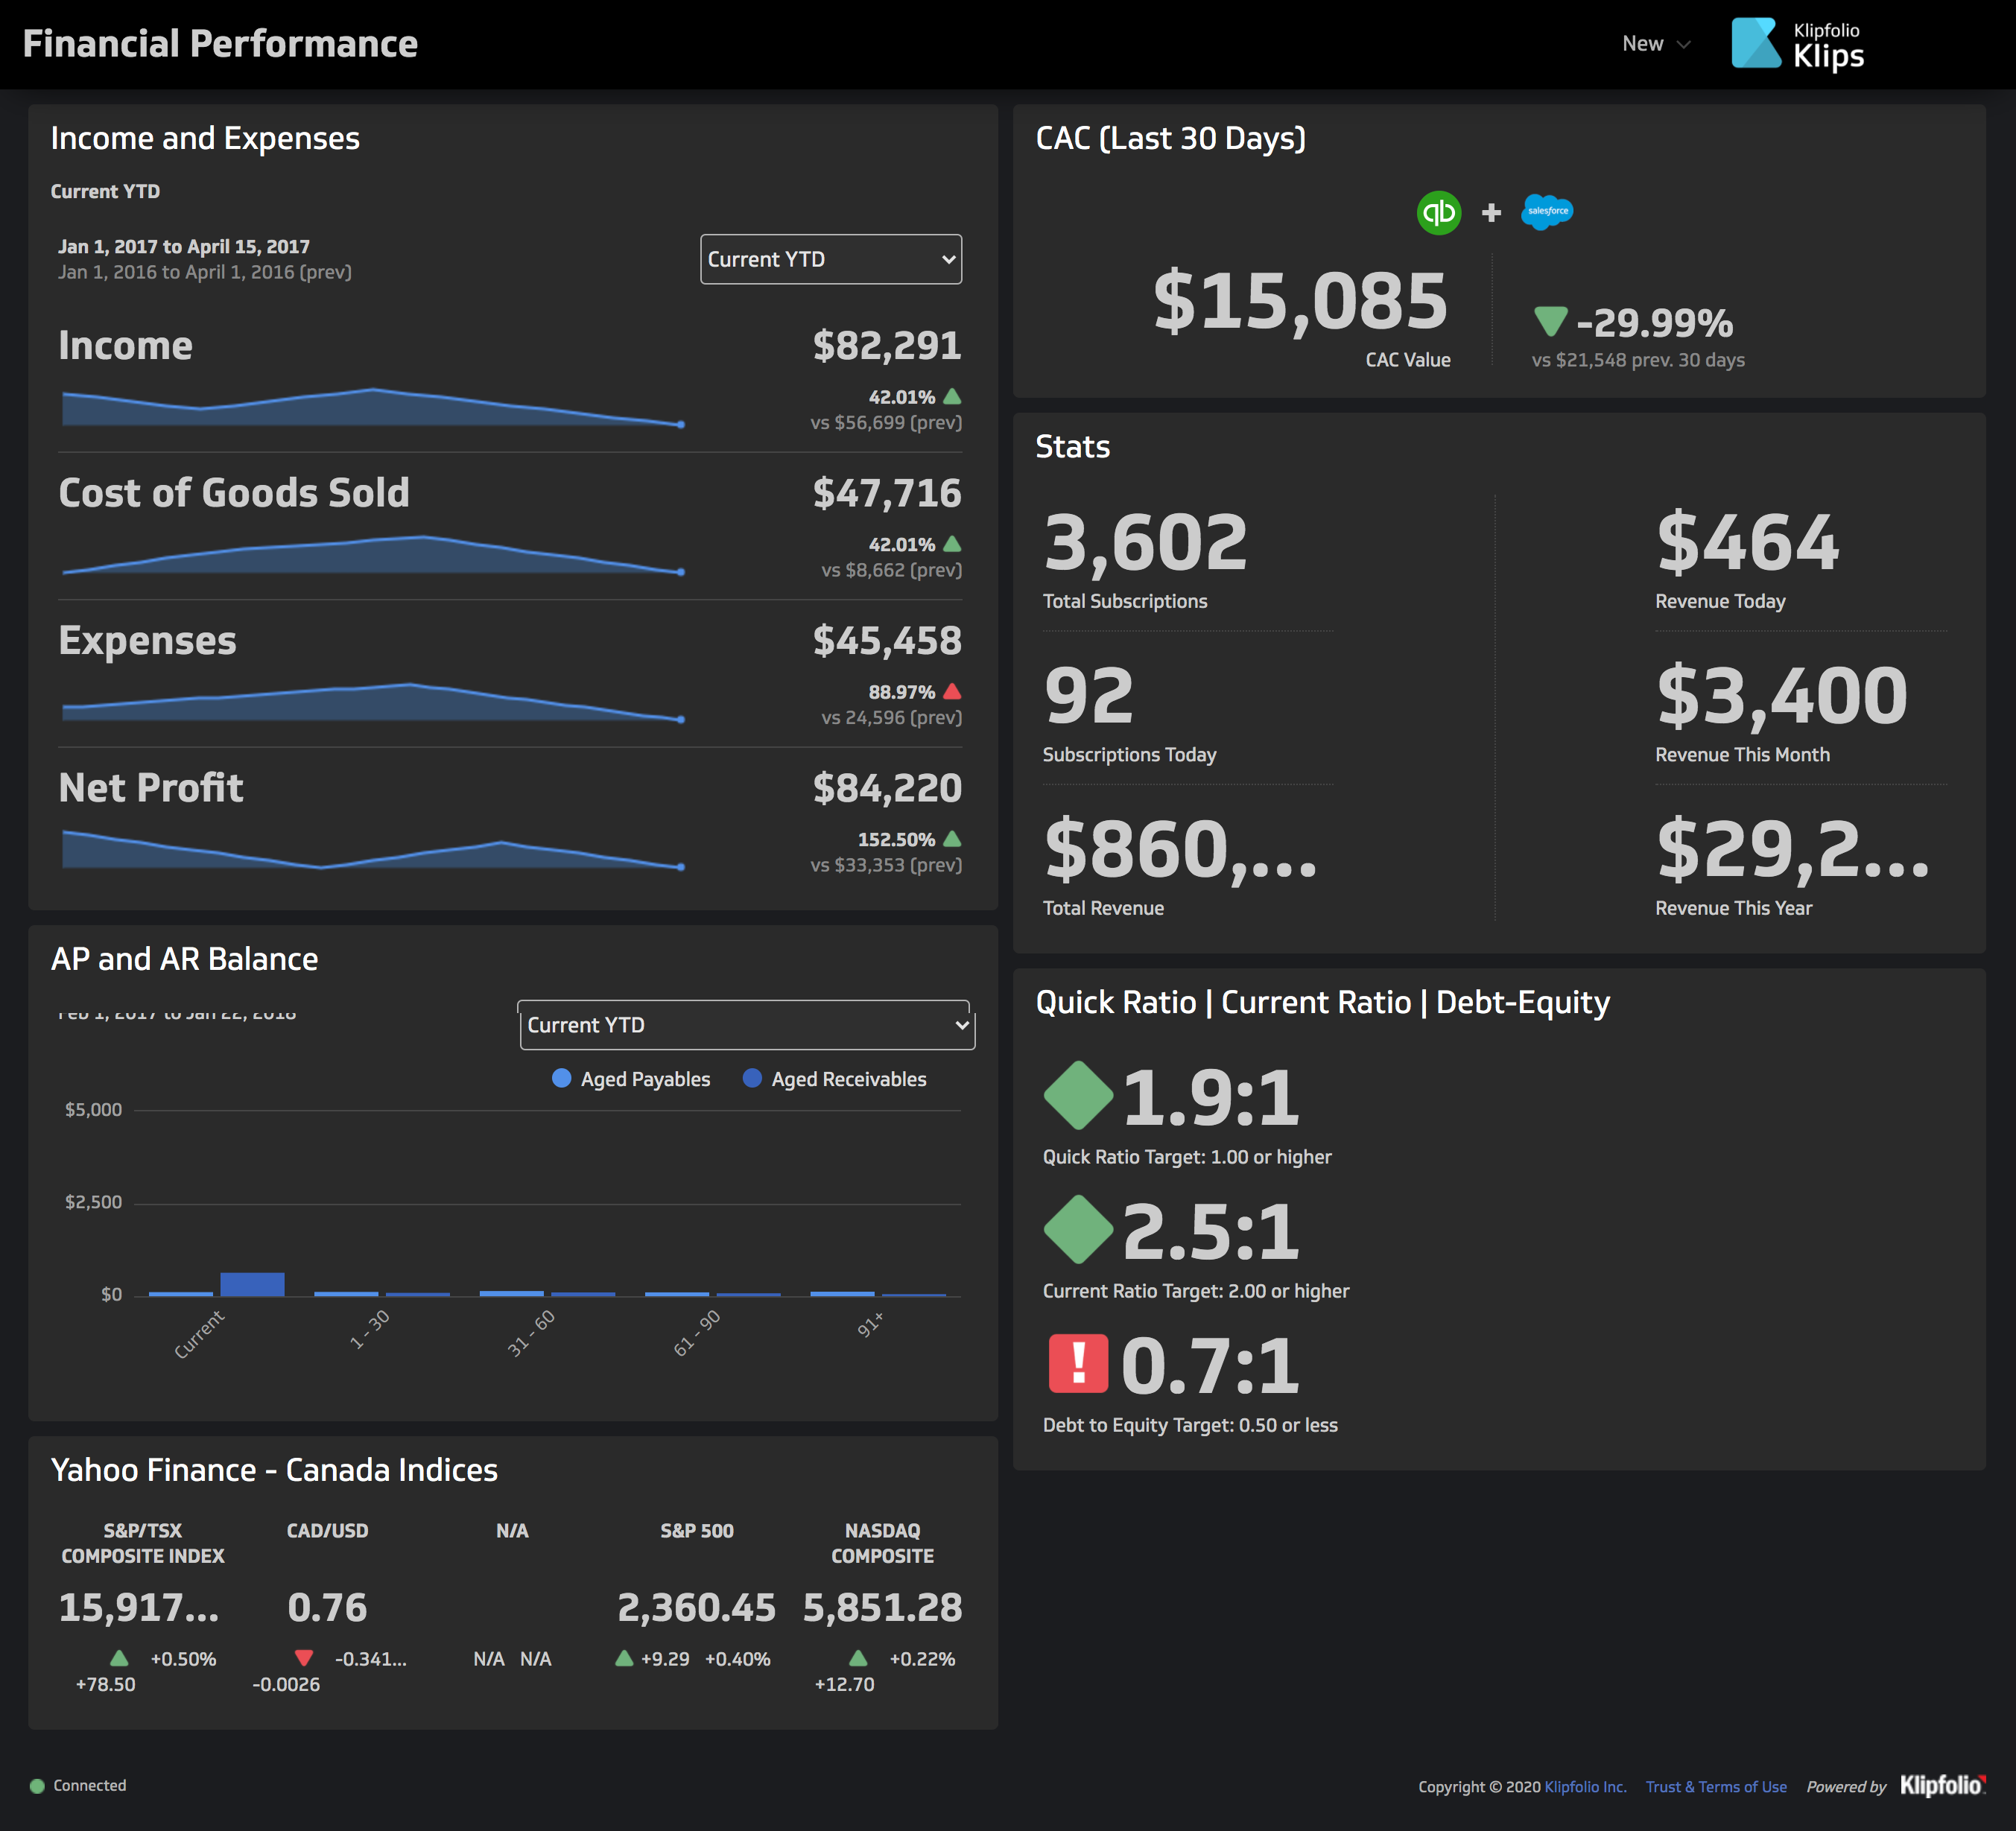 Financial Performance
New
Klipfolio
Klips
Income and Expenses
Current YTD
Jan 1, 2017 to April 15, 2017
Jan 1, 2016 to April 1, 2016 (prev)
Current YTD
Income
$82,291
42.01%
vs $56,699 (prev)
Cost of Goods Sold
$47,716
42.01%
vs $8,662 (prev)
Expenses
$45,458
88.97%
vs 24,596 (prev)
Net Profit
$84,220
152.50%
vs $33,353 (prev)
AP and AR Balance
Feb 1, 2017 to Jan 22, 2018
Current YTD
Aged Payables
Aged Receivables
$5,000
$2,500
$0
Current
1 - 30
31 - 60
61 - 90
91+
Yahoo Finance - Canada Indices
S&P/TSX
COMPOSITE INDEX
15,917...
+0.50%
+78.50
CAD/USD
0.76
-0.341...
-0.0026
N/A
N/A N/A
S&P 500
2,360.45
+9.29 +0.40%
NASDAQ
COMPOSITE
5,851.28
+0.22%
+12.70
CAC (Last 30 Days)
qb + salesforce
$15,085
CAC Value
-29.99%
vs $21,548 prev. 30 days
Stats
3,602
Total Subscriptions
92
Subscriptions Today
$860,...
Total Revenue
$464
Revenue Today
$3,400
Revenue This Month
$29,2...
Revenue This Year
Quick Ratio | Current Ratio | Debt-Equity
1.9:1
Quick Ratio Target: 1.00 or higher
2.5:1
Current Ratio Target: 2.00 or higher
! 0.7:1
Debt to Equity Target: 0.50 or less
Connected
Copyright © 2020 Klipfolio Inc. Trust & Terms of Use Powered by Klipfolio